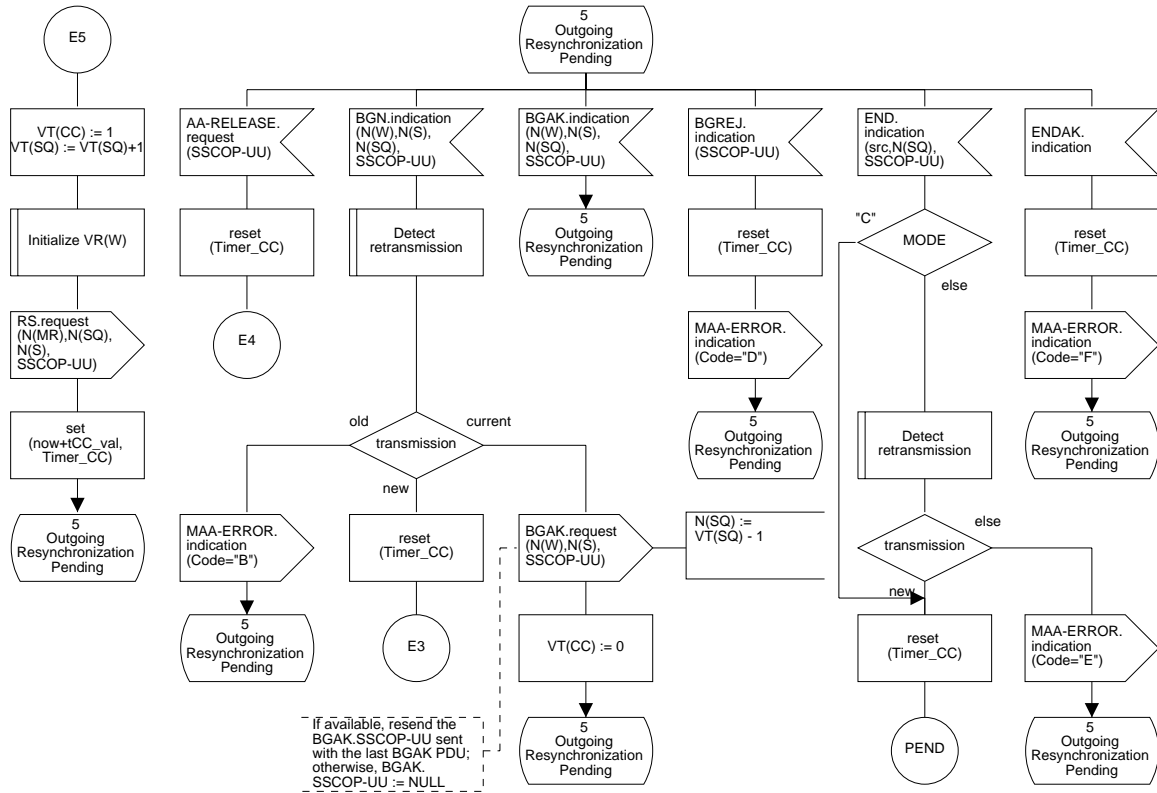 E5
VT(CC) := 1
VT(SQ) := VT(SQ)+1
Initialize VR(W)
RS.request
(N(MR),N(SQ),
N(S),
SSCOP-UU)
set
(now+tCC_val,
Timer_CC)
5
Outgoing
Resynchronization
Pending
5
Outgoing
Resynchronization
Pending
AA-RELEASE.
request
(SSCOP-UU)
reset
(Timer_CC)
E4
BGN.indication
(N(W),N(S),
N(SQ),
SSCOP-UU)
Detect
retransmission
transmission
old
current
new
MAA-ERROR.
indication
(Code="B")
5
Outgoing
Resynchronization
Pending
reset
(Timer_CC)
E3
BGAK.request
(N(W),N(S),
SSCOP-UU)
N(SQ) :=
VT(SQ) - 1
VT(CC) := 0
5
Outgoing
Resynchronization
Pending
If available, resend the
BGAK.SSCOP-UU sent
with the last BGAK PDU;
otherwise, BGAK.
SSCOP-UU := NULL
BGAK.indication
(N(W),N(S),
N(SQ),
SSCOP-UU)
5
Outgoing
Resynchronization
Pending
BGREJ.
indication
(SSCOP-UU)
reset
(Timer_CC)
MAA-ERROR.
indication
(Code="D")
5
Outgoing
Resynchronization
Pending
END.
indication
(src,N(SQ),
SSCOP-UU)
"C"
MODE
else
Detect
retransmission
transmission
else
new
reset
(Timer_CC)
PEND
MAA-ERROR.
indication
(Code="E")
5
Outgoing
Resynchronization
Pending
ENDAK.
indication
reset
(Timer_CC)
MAA-ERROR.
indication
(Code="F")
5
Outgoing
Resynchronization
Pending